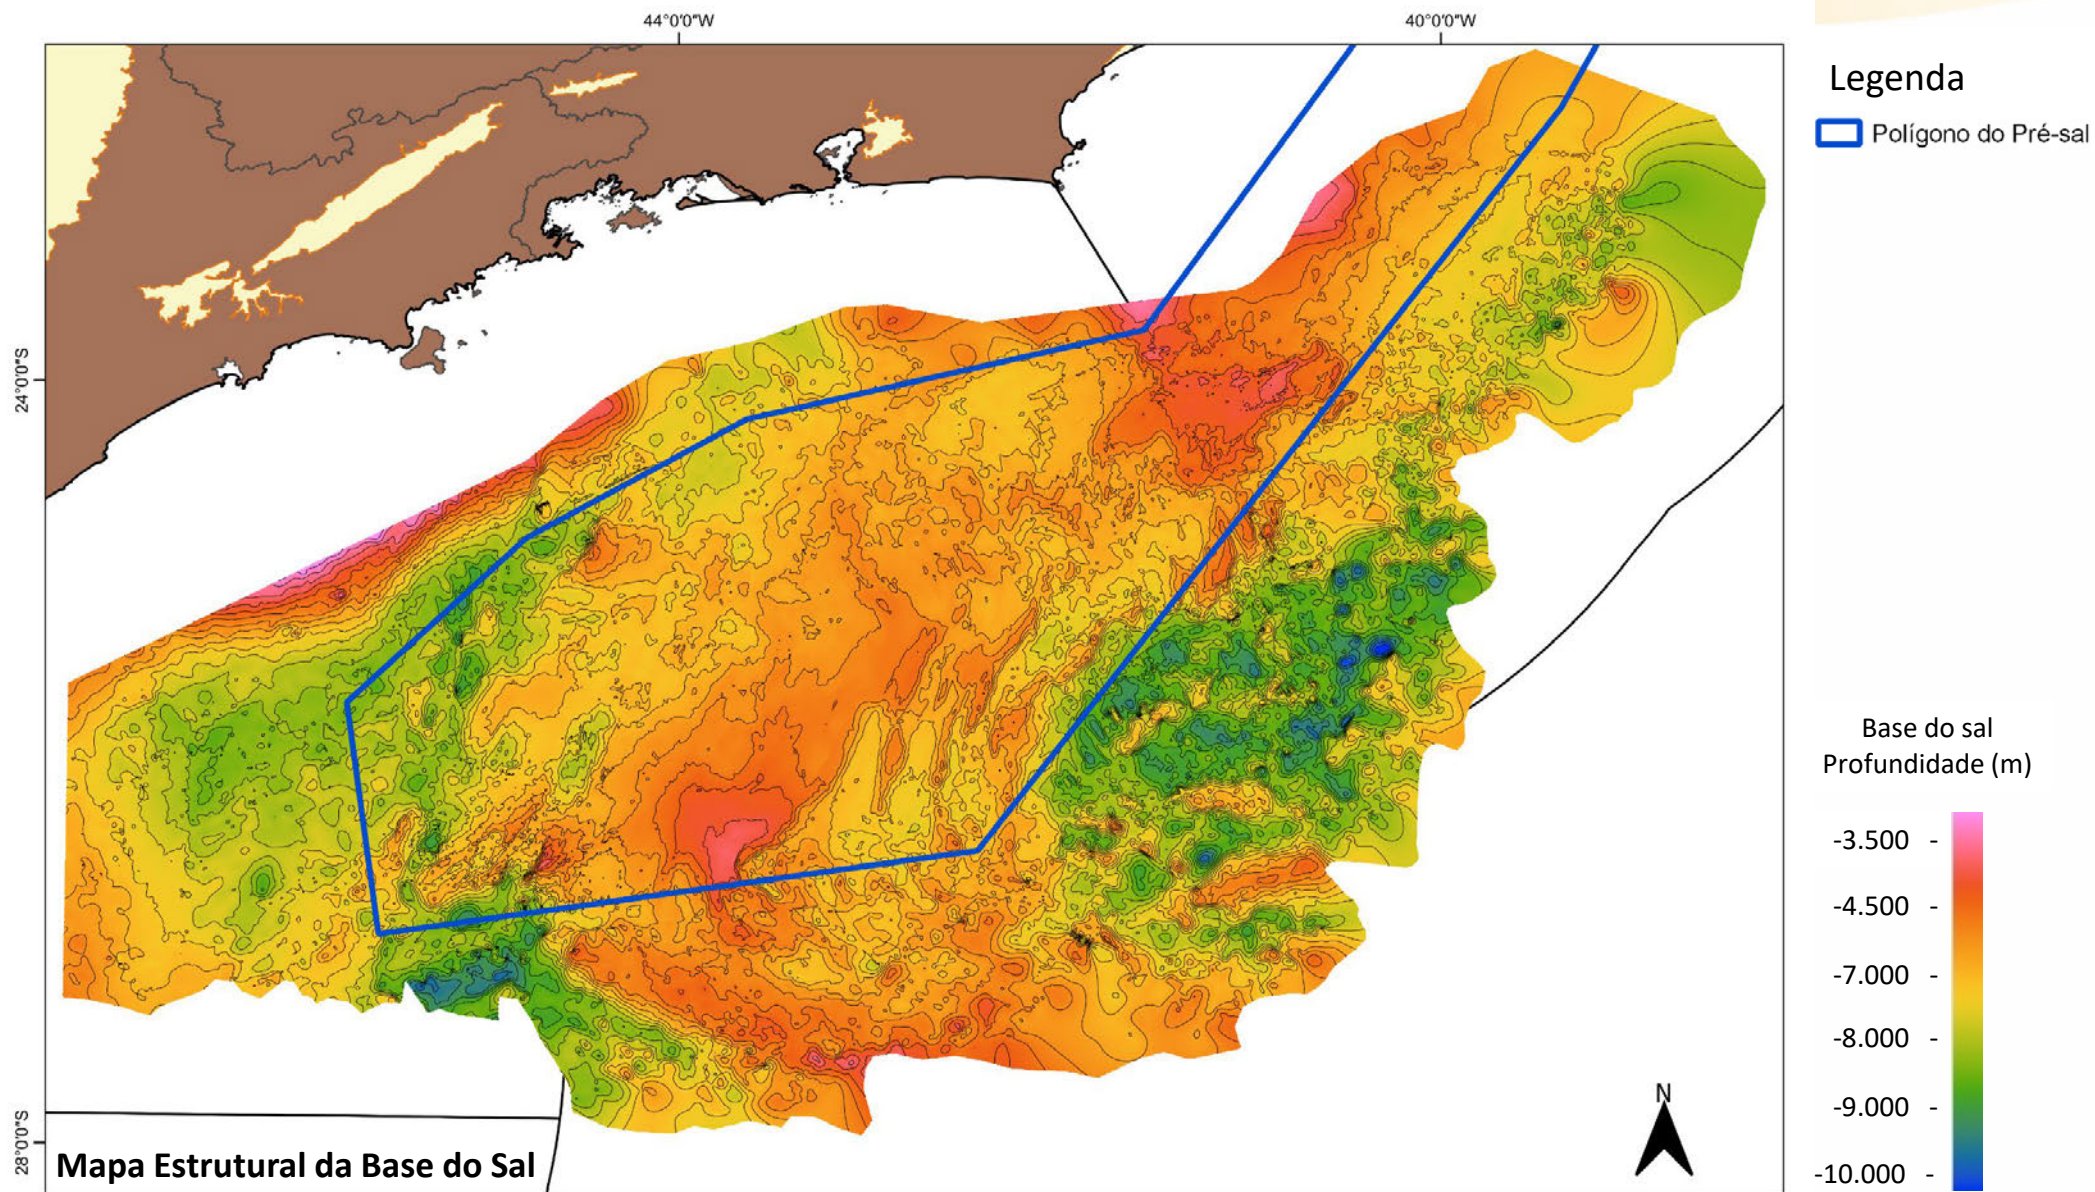 44°0'0"W
40°0'0"W
24°0'0"S
28°0'0"S
Legenda
Polígono do Pré-sal
Base do sal
Profundidade (m)
-3.500 -
-4.500 -
-7.000 -
-8.000 -
-9.000 -
-10.000 -
N
Mapa Estrutural da Base do Sal